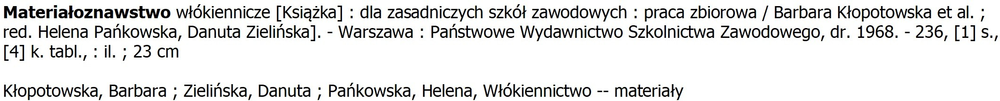 Materiałoznawstwo włókiennicze [Książka] : dla zasadniczych szkół zawodowych : praca zbiorowa / Barbara Kłopotowska et al. ;
red. Helena Pańkowska, Danuta Zielińska]. - Warszawa : Państwowe Wydawnictwo Szkolnictwa Zawodowego, dr. 1968. - 236, [1] s.,
[4] k. tabl., : il. ; 23 cm
Kłopotowska, Barbara ; Zielińska, Danuta ; Pańkowska, Helena, Włókiennictwo -- materiały